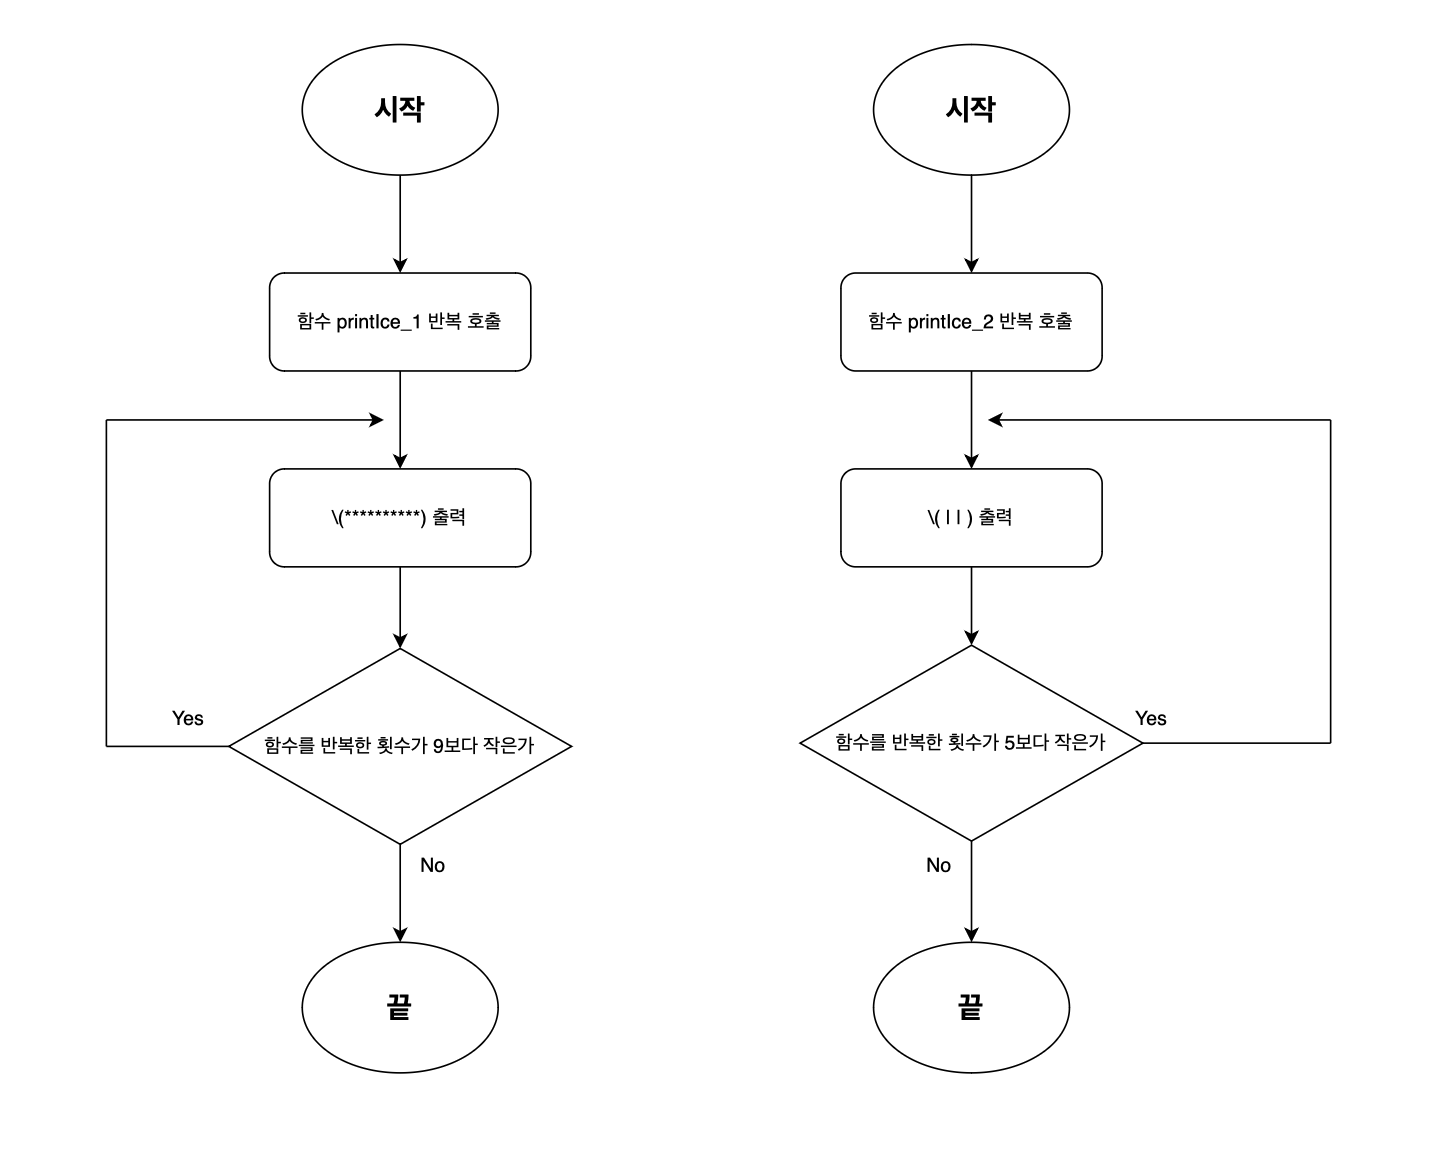 시작
함수 printIce_1 반복 호출
\(**********) 출력
Yes
함수를 반복한 횟수가 9보다 작은가
No
끝
시작
함수 printIce_2 반복 호출
\( | | ) 출력
Yes
함수를 반복한 횟수가 5보다 작은가
No
끝